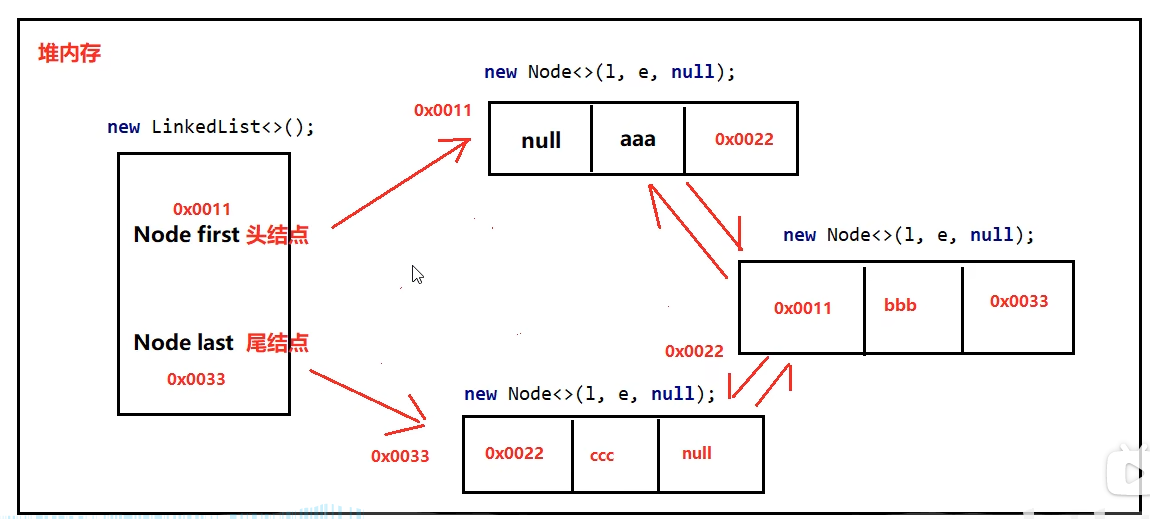 堆内存
new LinkedList<>();
0x0011
Node first 头结点
Node last 尾结点
0x0033
new Node<>(l, e, null);
0x0011
null aaa 0x0022
new Node<>(l, e, null);
0x0011 bbb 0x0033
0x0022
new Node<>(l, e, null);
0x0033
0x0022 ccc null